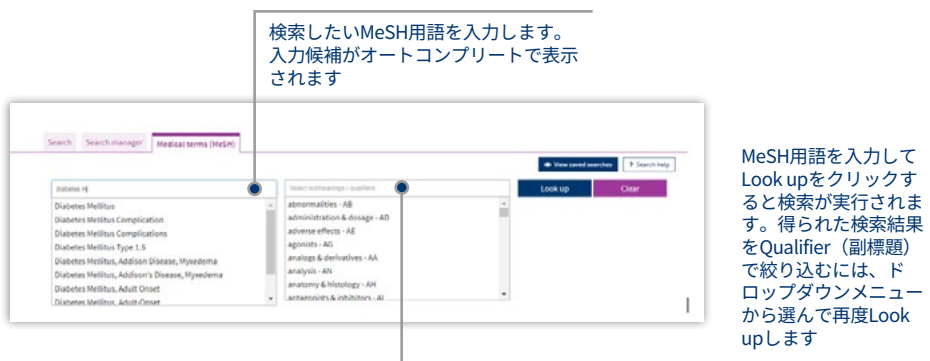 検索したいMeSH用語を入力します。
入力候補がオートコンプリートで表示
されます
Search Search manager Medical terms (MeSH)
View saved searches ? Search help
diabetes m Select subheadings / qualifiers Look up Clear
Diabetes Mellitus
Diabetes Mellitus Complication
Diabetes Mellitus Complications
Diabetes Mellitus Type 1.5
Diabetes Mellitus, Addison Disease, Myxedema
Diabetes Mellitus, Addison's Disease, Myxedema
Diabetes Mellitus, Adult Onset
Diabetes Mellitus, Adult-Onset
abnormalities - AB
administration & dosage - AD
adverse effects - AE
agonists - AG
analogs & derivatives - AA
analysis - AN
anatomy & histology - AH
antagonists & inhibitors - AI
MeSH用語を入力して
Look upをクリックす
ると検索が実行されま
す。得られた検索結果
をQualifier（副標題）
で絞り込むには、ド
ロップダウンメニュー
から選んで再度Look
upします